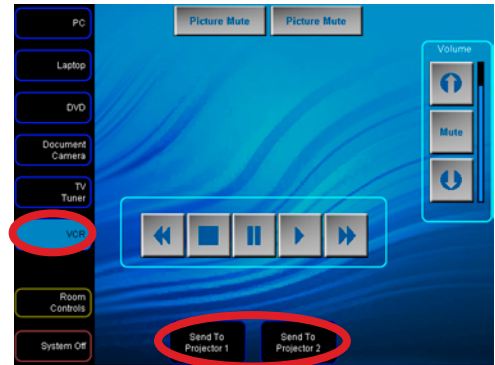 PC
Laptop
DVD
Document
Camera
TV
Tuner
VCR
Room
Controls
System Off
Picture Mute
Picture Mute
Volume
Mute
Send To
Projector 1
Send To
Projector 2